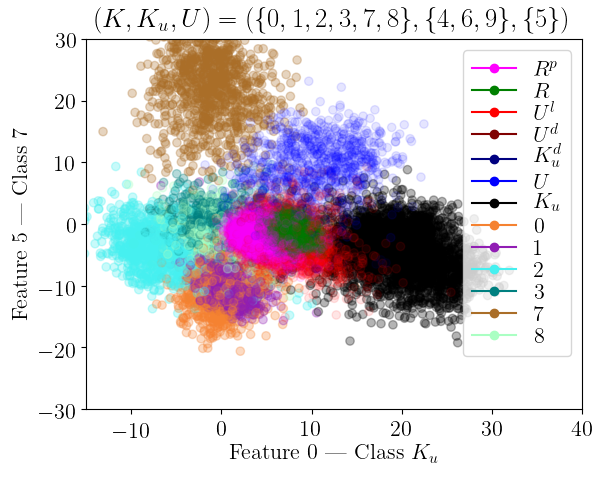 (K, K_u, U) = ({0, 1, 2, 3, 7, 8}, {4, 6, 9}, {5})
30
20
10
0
−10
−20
−30
Feature 5 — Class 7
−10
0
10
20
30
40
Feature 0 — Class K_u
R^p
R
U^l
U^d
K_u^d
U
K_u
0
1
2
3
7
8